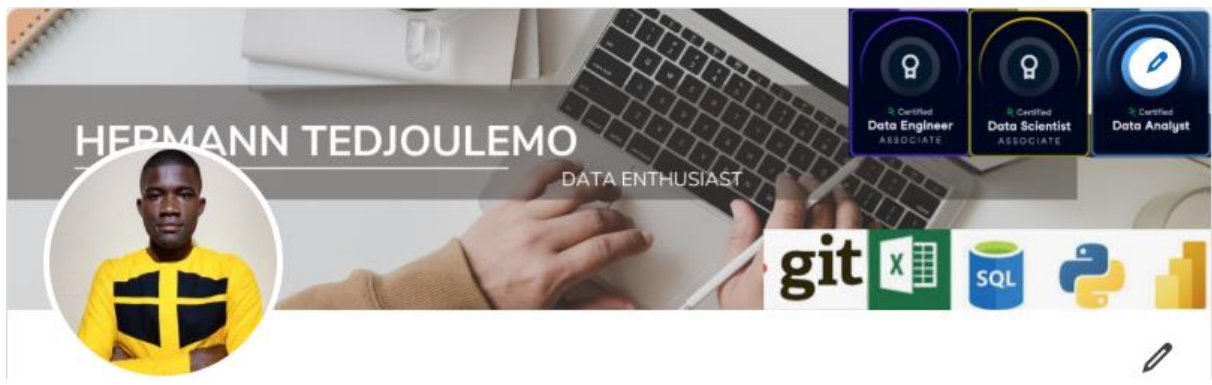 HERMANN TEDJOULEMO
DATA ENTHUSIAST
Certified
Data Engineer
ASSOCIATE
Certified
Data Scientist
ASSOCIATE
Certified
Data Analyst
git
X
SQL